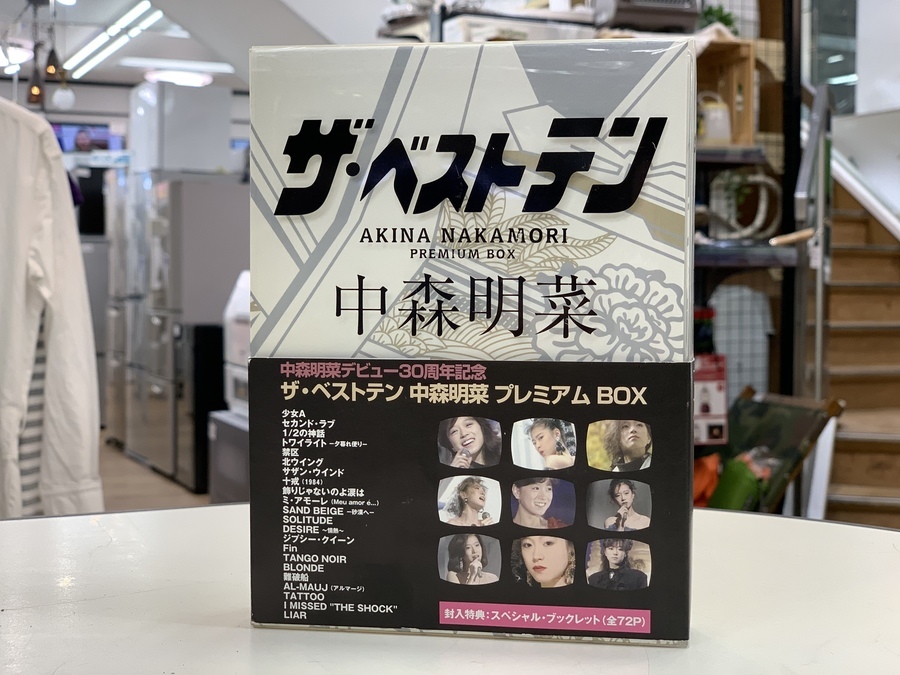 ザ・ベストテン
AKINA NAKAMORI
PREMIUM BOX
中森明菜
中森明菜デビュー30周年記念
ザ・ベストテン 中森明菜 プレミアム BOX
少女A
セカンド・ラブ
1/2の神話
トワイライト -夕暮れ便り-
禁区
北ウイング
サザン・ウインド
十戒 (1984)
飾りじゃないのよ涙は
ミ・アモーレ (Meu amor é...)
SAND BEIGE -砂漠へ-
SOLITUDE
DESIRE ～情熱～
ジプシー・クイーン
Fin
TANGO NOIR
BLONDE
難破船
AL-MAUJ (アルマージ)
TATTOO
I MISSED "THE SHOCK"
LIAR
封入特典:スペシャル・ブックレット(全72P)